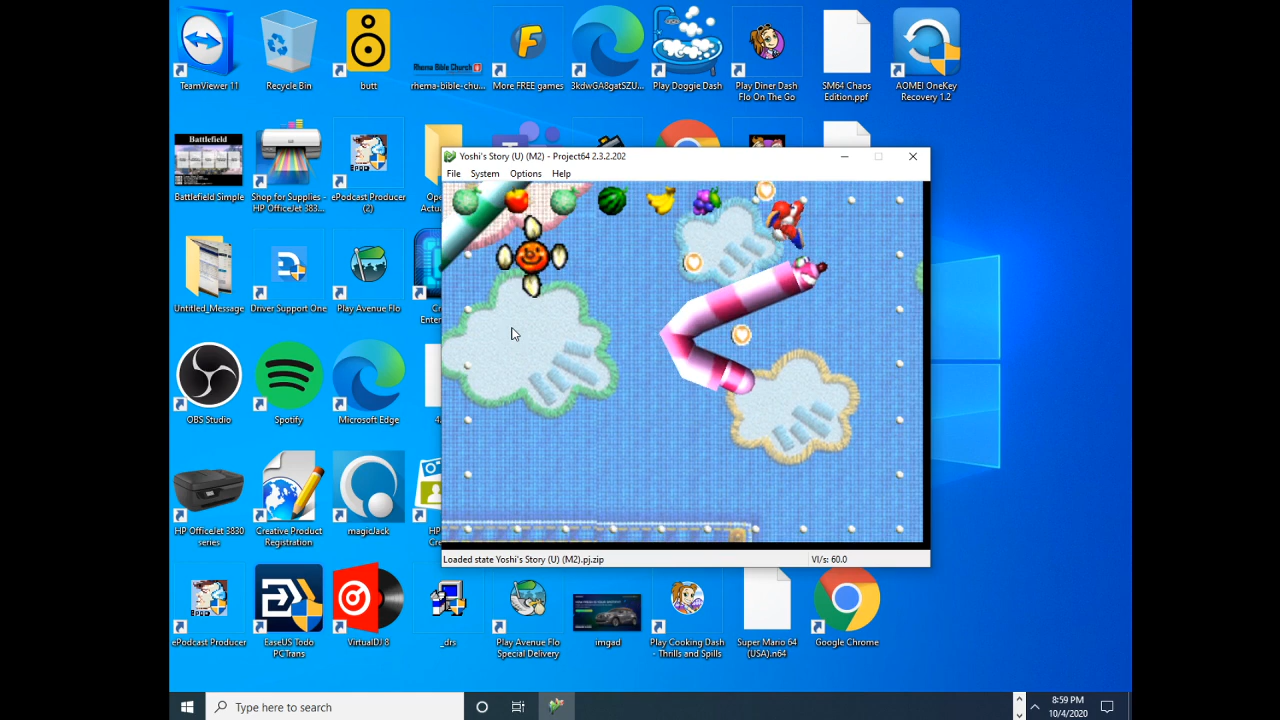 TeamViewer 11
Recycle Bin
butt
rhema-bible-chu...
More FREE games
3kdwGA8gatSZU...
Play Doggie Dash
Play Diner Dash
Flo On The Go
SM64 Chaos
Edition.ppf
AOMEI OneKey
Recovery 1.2
Rhema Bible Church
Battlefield
Battlefield Simple
Shop for Supplies -
HP OfficeJet 383...
ePodcast Producer
(2)
Yoshi's Story (U) (M2) - Project64 2.3.2.202
File
System
Options
Help
Untitled_Message
Driver Support One
Play Avenue Flo
OBS Studio
Spotify
Microsoft Edge
HP OfficeJet 3830
series
Creative Product
Registration
magicJack
Loaded state Yoshi's Story (U) (M2).pj.zip
VI/s: 60.0
ePodcast Producer
EaseUS Todo
PCTrans
VirtualDJ 8
_drs
Play Avenue Flo
Special Delivery
imgad
Play Cooking Dash
- Thrills and Spills
Super Mario 64
(USA).n64
Google Chrome
Type here to search
8:59 PM
10/4/2020